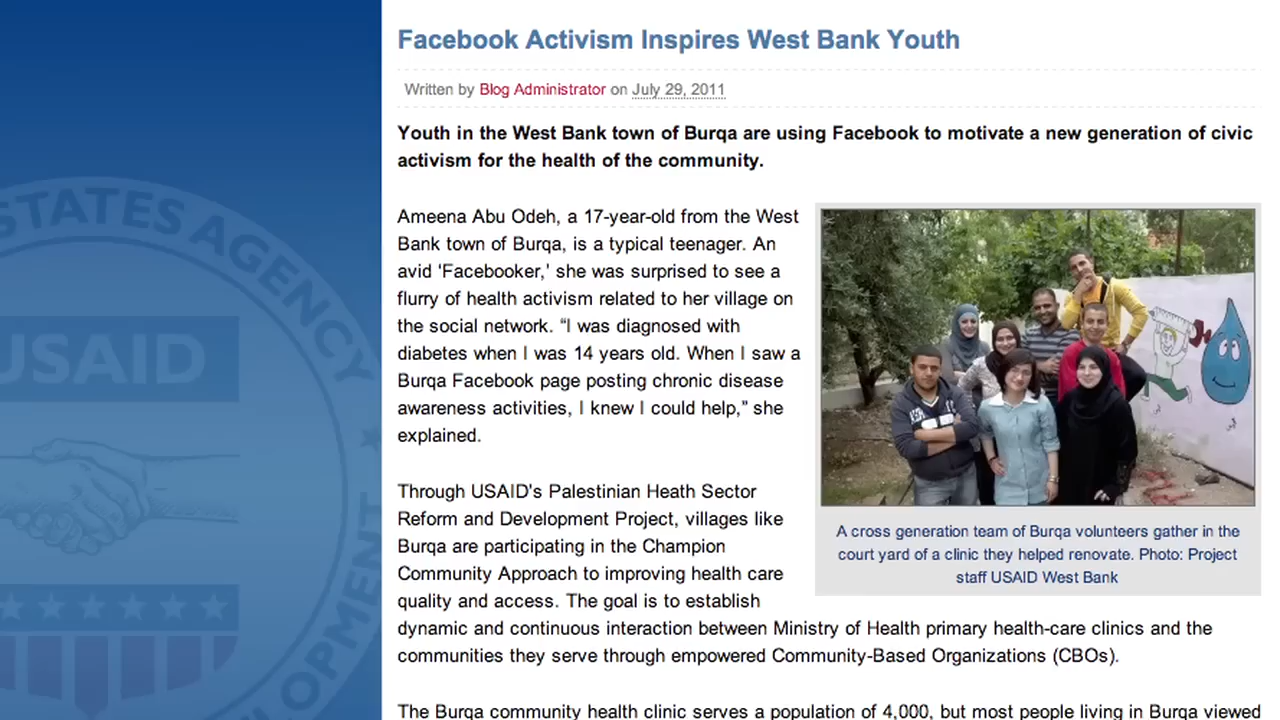 Facebook Activism Inspires West Bank Youth
Written by Blog Administrator on July 29, 2011
Youth in the West Bank town of Burqa are using Facebook to motivate a new generation of civic
activism for the health of the community.
Ameena Abu Odeh, a 17-year-old from the West
Bank town of Burqa, is a typical teenager. An
avid 'Facebooker,' she was surprised to see a
flurry of health activism related to her village on
the social network. “I was diagnosed with
diabetes when I was 14 years old. When I saw a
Burqa Facebook page posting chronic disease
awareness activities, I knew I could help,” she
explained.
A cross generation team of Burqa volunteers gather in the
court yard of a clinic they helped renovate. Photo: Project
staff USAID West Bank
Through USAID's Palestinian Heath Sector
Reform and Development Project, villages like
Burqa are participating in the Champion
Community Approach to improving health care
quality and access. The goal is to establish
dynamic and continuous interaction between Ministry of Health primary health-care clinics and the
communities they serve through empowered Community-Based Organizations (CBOs).
The Burqa community health clinic serves a population of 4,000, but most people living in Burqa viewed
STATES AGENCY
USAID
OPMENT